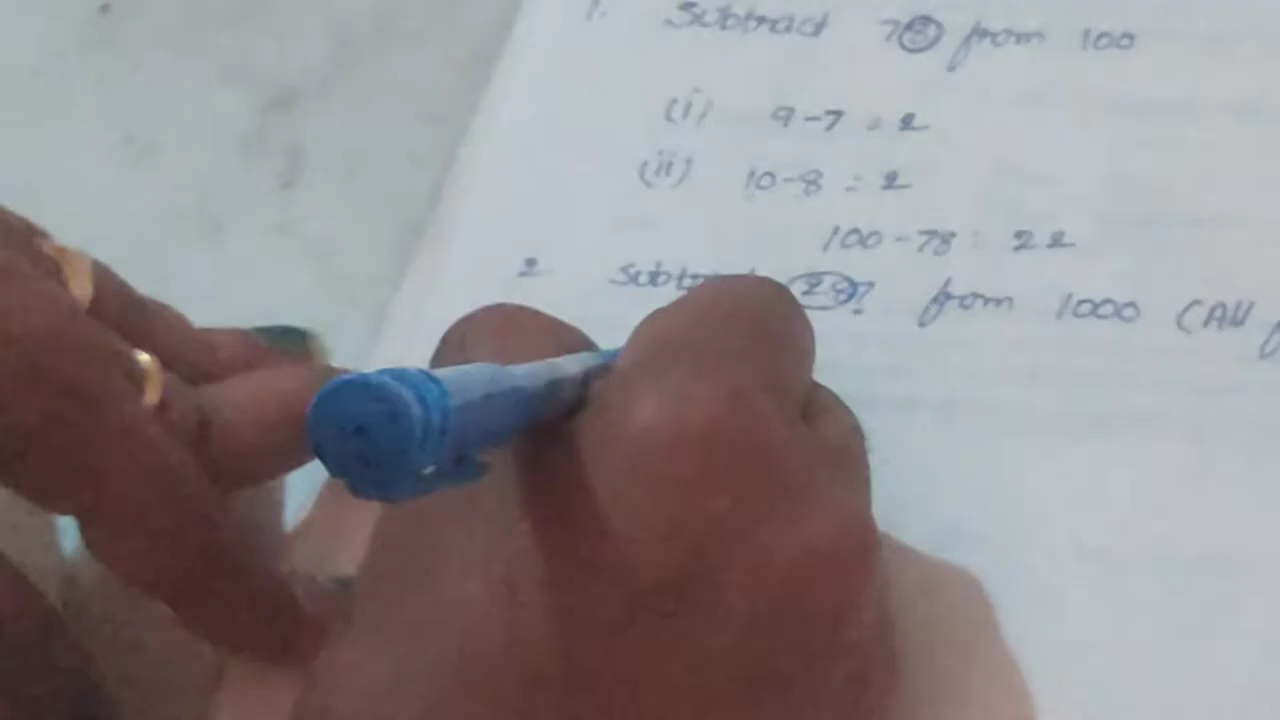 1. Subtract 78 from 100
(i) 9-7 = 2
(ii) 10-8 = 2
100-78 = 22
2 Subtract from 1000 (All